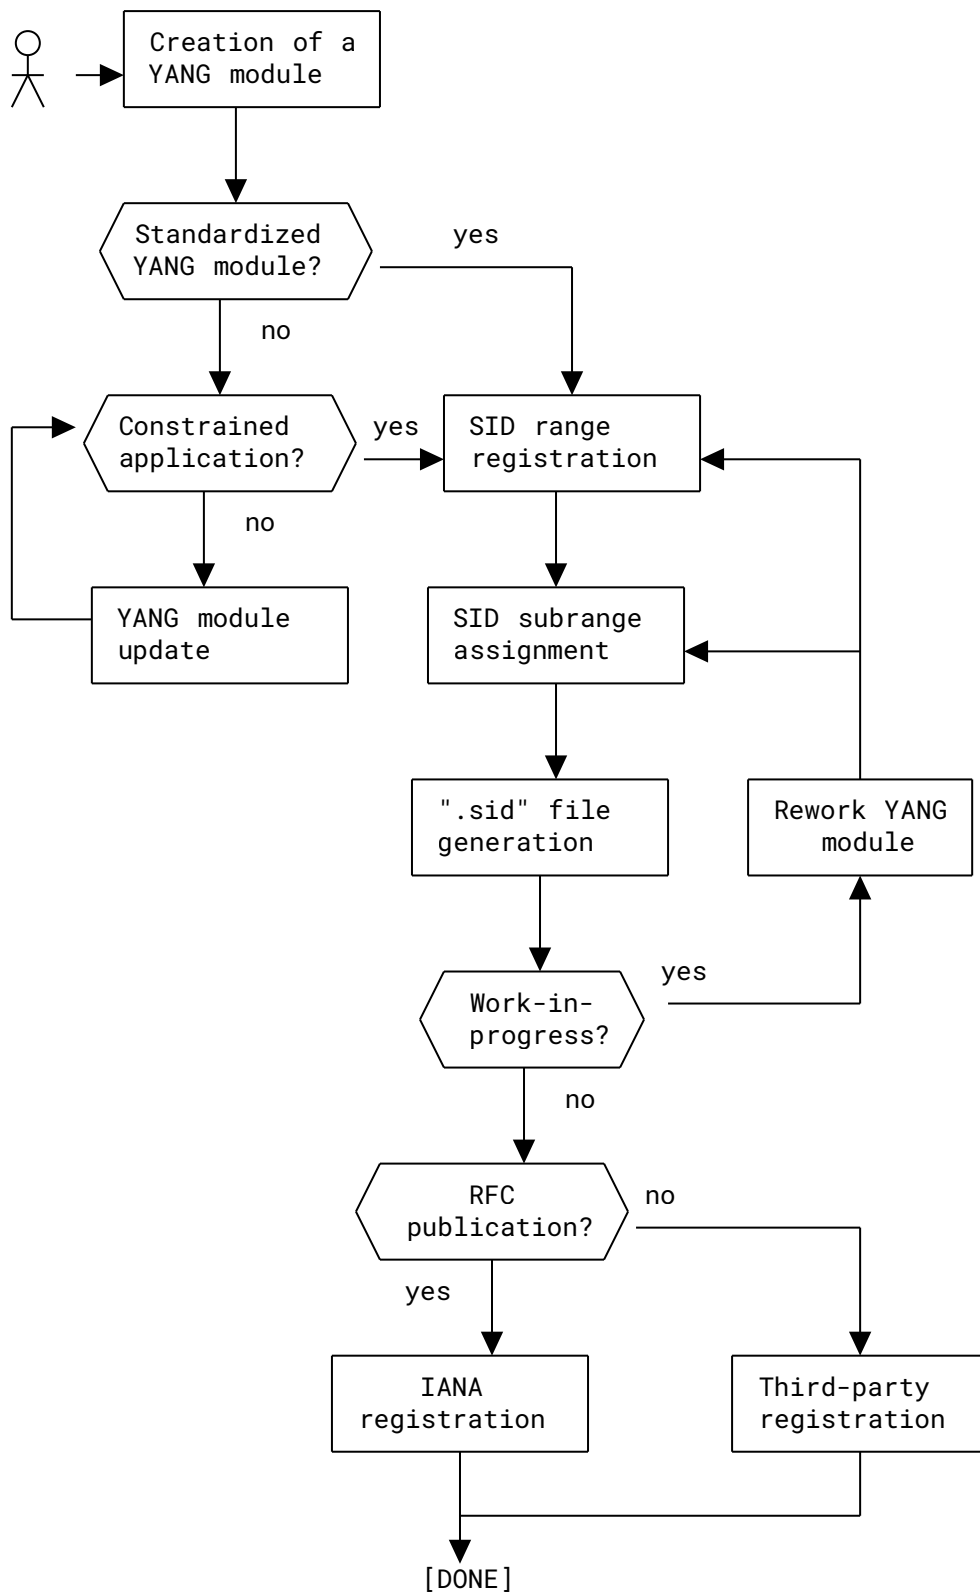 Creation of a
YANG module
Standardized
YANG module?
yes
no
Constrained
application?
yes
SID range
registration
no
YANG module
update
SID subrange
assignment
".sid" file
generation
Rework YANG
module
Work-in-
progress?
yes
no
RFC
publication?
no
yes
IANA
registration
Third-party
registration
[DONE]